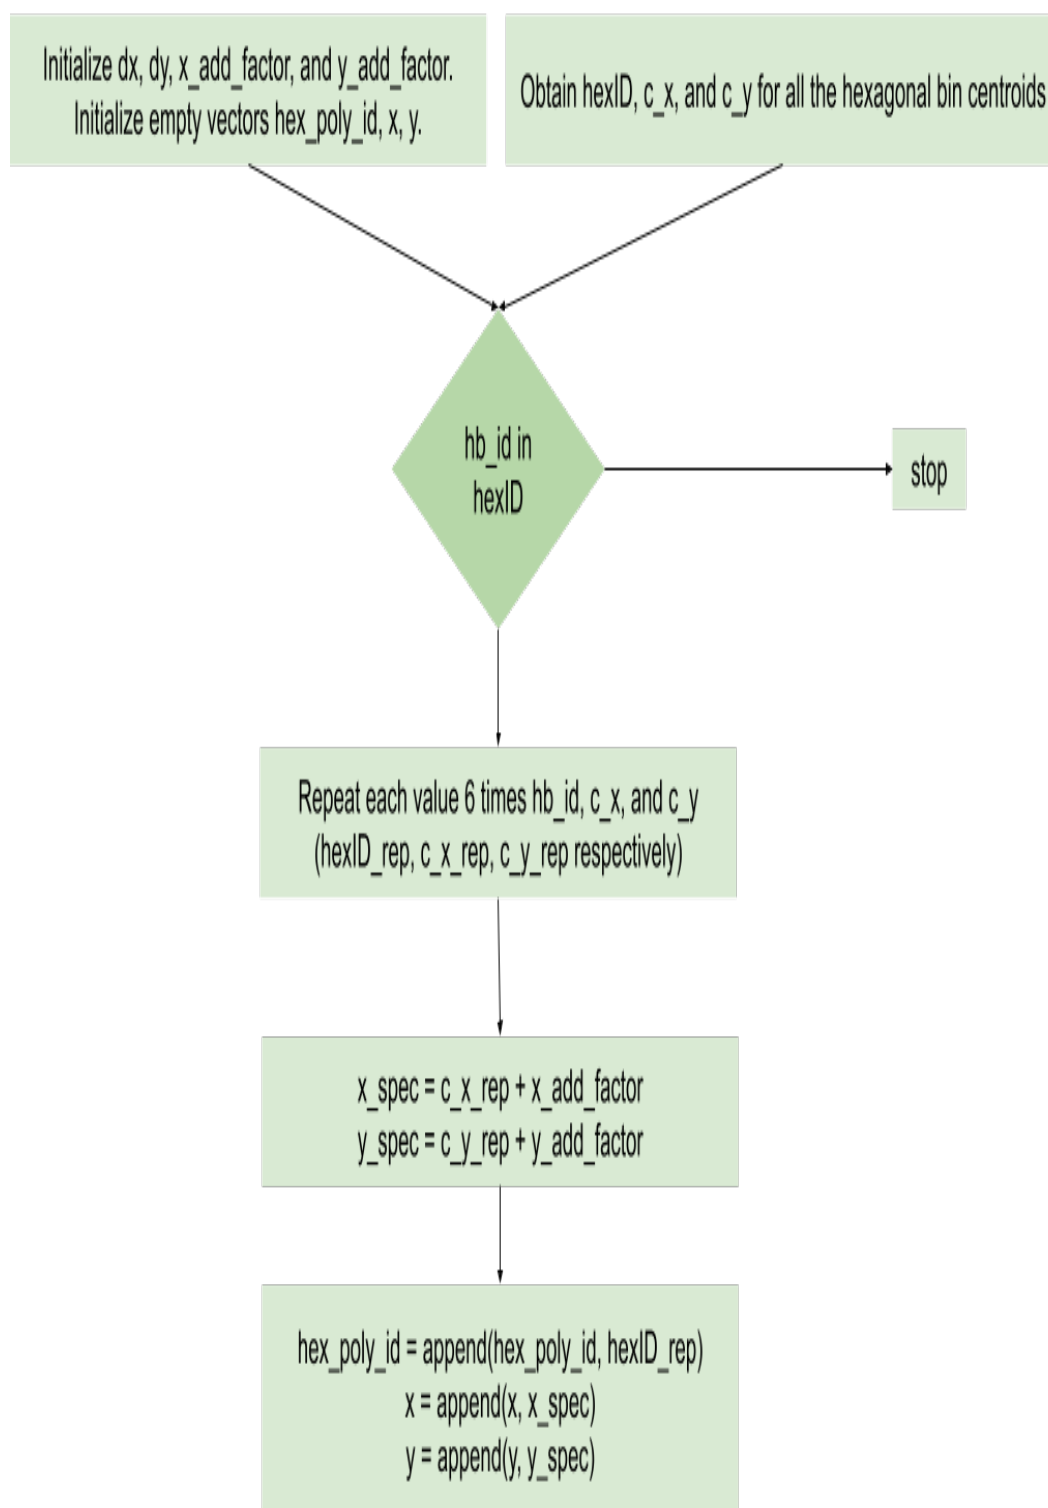 Initialize dx, dy, x_add_factor, and y_add_factor.
Initialize empty vectors hex_poly_id, x, y.
Obtain hexID, c_x, and c_y for all the hexagonal bin centroids
hb_id in
hexID
stop
Repeat each value 6 times hb_id, c_x, and c_y
(hexID_rep, c_x_rep, c_y_rep respectively)
x_spec = c_x_rep + x_add_factor
y_spec = c_y_rep + y_add_factor
hex_poly_id = append(hex_poly_id, hexID_rep)
x = append(x, x_spec)
y = append(y, y_spec)